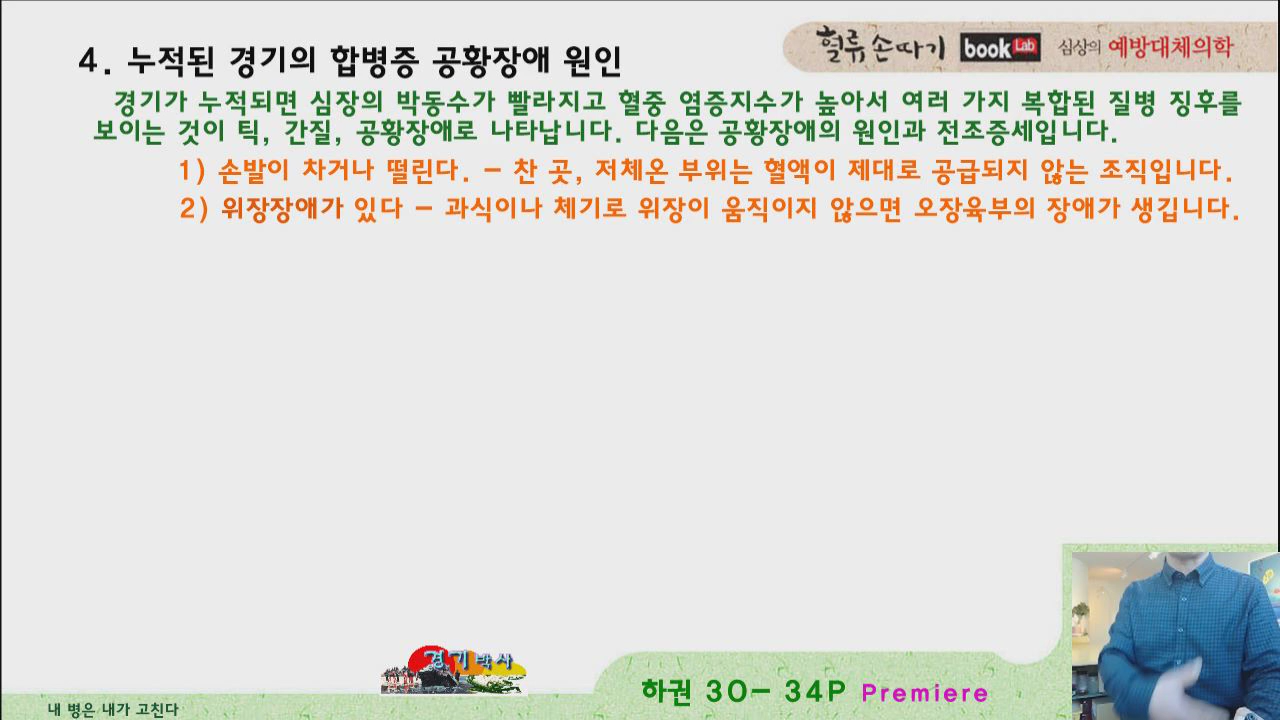 혈류 손따기 book Lab 심상의 예방대체의학
4. 누적된 경기의 합병증 공황장애 원인
경기가 누적되면 심장의 박동수가 빨라지고 혈중 염증지수가 높아서 여러 가지 복합된 질병 징후를
보이는 것이 틱, 간질, 공황장애로 나타납니다. 다음은 공황장애의 원인과 전조증세입니다.
1) 손발이 차거나 떨린다. - 찬 곳, 저체온 부위는 혈액이 제대로 공급되지 않는 조직입니다.
2) 위장장애가 있다 - 과식이나 체기로 위장이 움직이지 않으면 오장육부의 장애가 생깁니다.
경기박사
하권 30- 34P Premiere
내 병은 내가 고친다